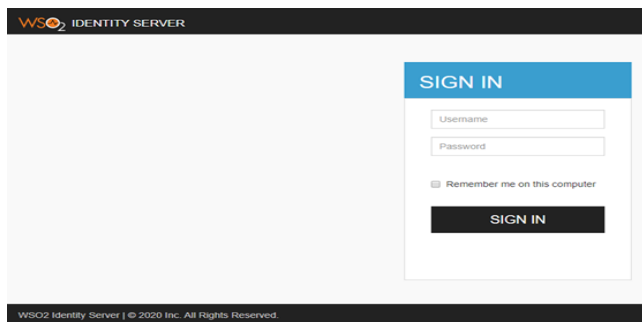 WSO2 IDENTITY SERVER
SIGN IN
Username
Password
Remember me on this computer
SIGN IN
WSO2 Identity Server | © 2020 Inc. All Rights Reserved.